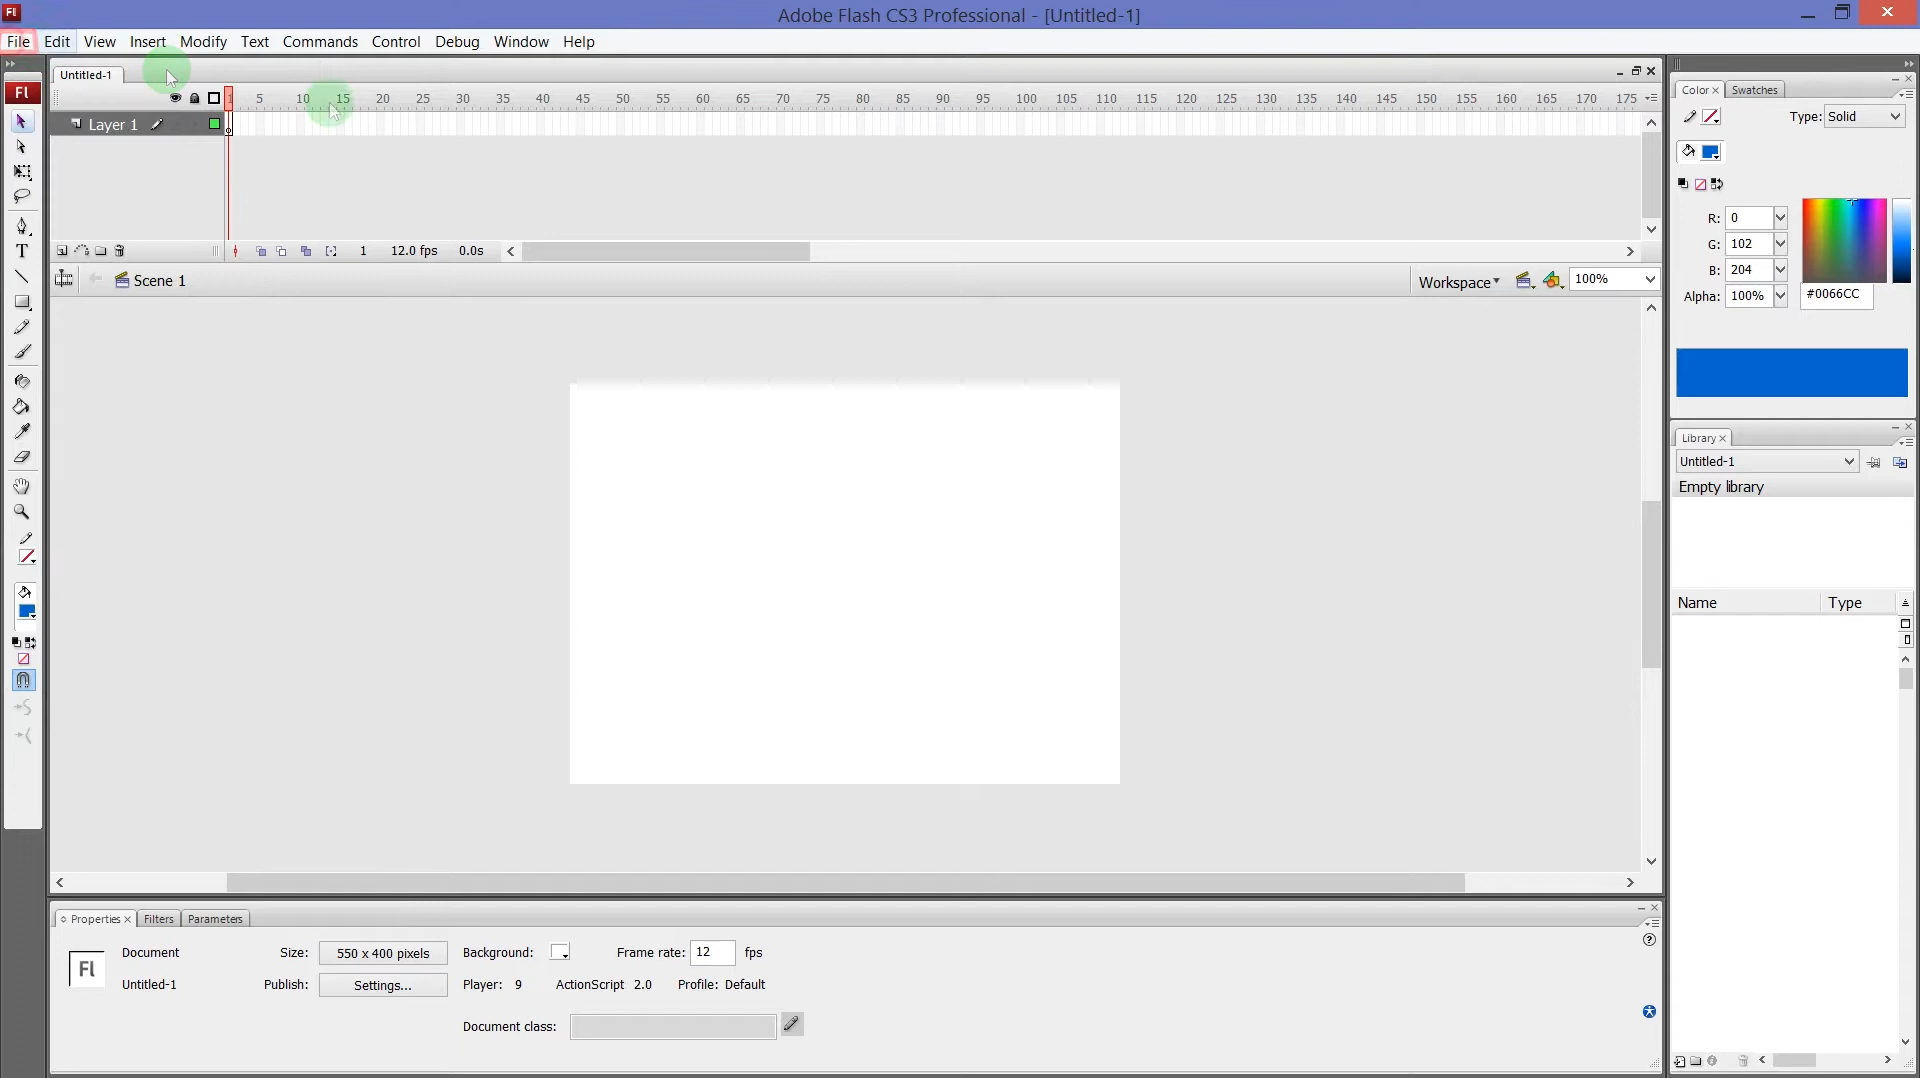 Fl Adobe Flash CS3 Professional - [Untitled-1]
File Edit View Insert Modify Text Commands Control Debug Window Help
Untitled-1
1 5 10 15 20 25 30 35 40 45 50 55 60 65 70 75 80 85 90 95 100 105 110 115 120 125 130 135 140 145 150 155 160 165 170 175
Fl
Layer 1
T
1 12.0 fps 0.0s
Scene 1 Workspace 100%
Color Swatches
Type: Solid
R: 0
G: 102
B: 204
Alpha: 100% #0066CC
Library
Untitled-1
Empty library
Name Type
Properties Filters Parameters
Fl
Document Size: 550 x 400 pixels Background: Frame rate: 12 fps
Untitled-1 Publish: Settings... Player: 9 ActionScript 2.0 Profile: Default
Document class: